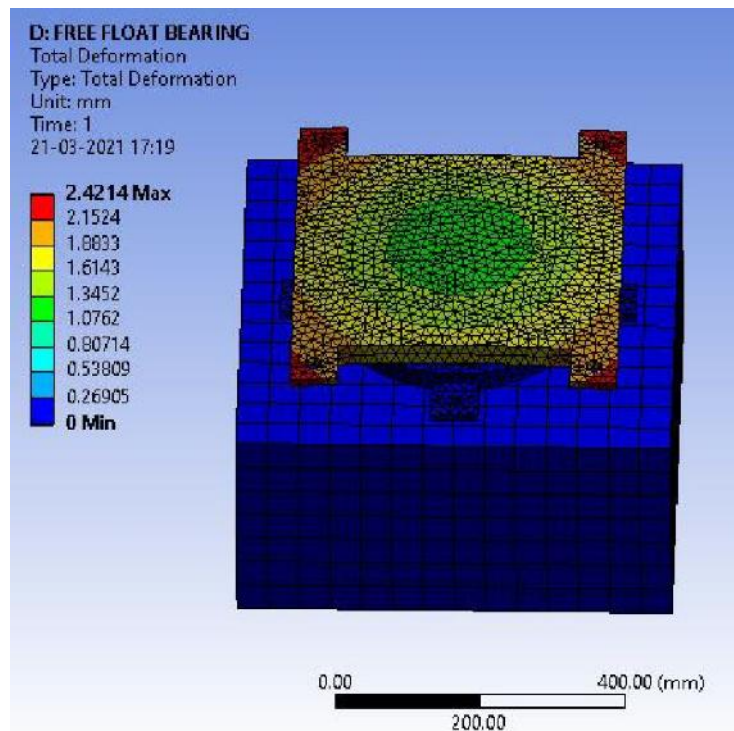 D: FREE FLOAT BEARING
Total Deformation
Type: Total Deformation
Unit: mm
Time: 1
21-03-2021 17:19
2.4214 Max
2.1524
1.8833
1.6143
1.3452
1.0762
0.80714
0.53809
0.26905
0 Min
0.00 400.00 (mm)
200.00